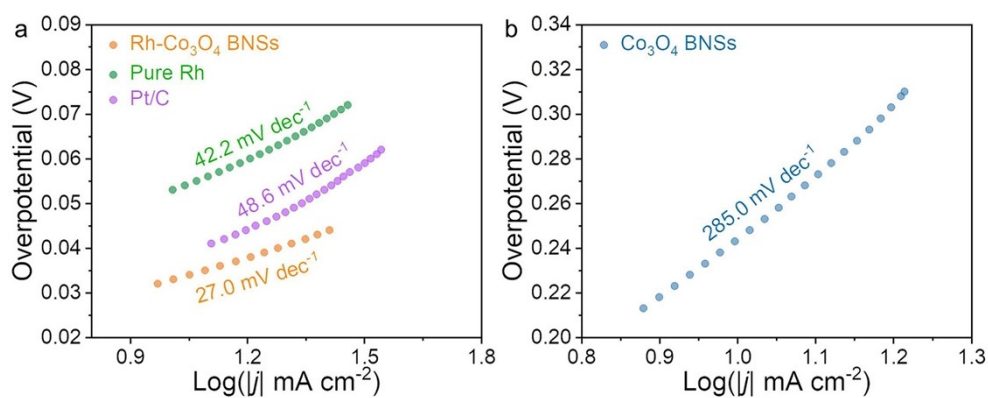 a
Rh-Co₃O₄ BNSs
Pure Rh
Pt/C
42.2 mV dec⁻¹
48.6 mV dec⁻¹
27.0 mV dec⁻¹
Overpotential (V)
0.09
0.08
0.07
0.06
0.05
0.04
0.03
0.02
0.9 1.2 1.5 1.8
Log(|j| mA cm⁻²)
b
Co₃O₄ BNSs
285.0 mV dec⁻¹
Overpotential (V)
0.34
0.32
0.30
0.28
0.26
0.24
0.22
0.20
0.8 0.9 1.0 1.1 1.2 1.3
Log(|j| mA cm⁻²)